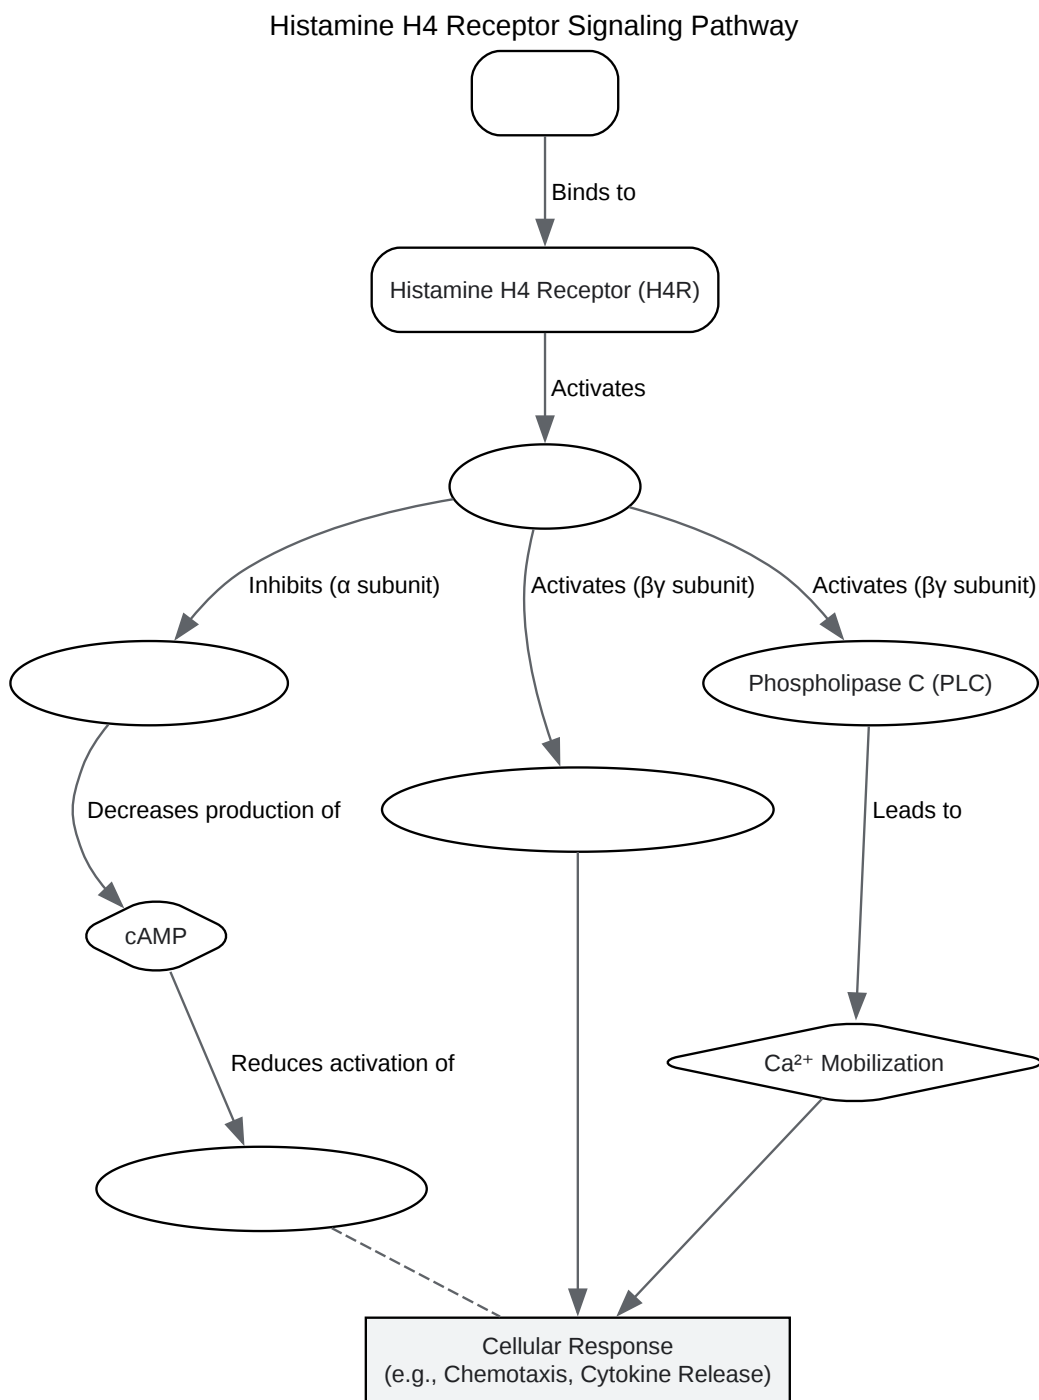 Histamine H4 Receptor Signaling Pathway
Binds to
Histamine H4 Receptor (H4R)
Activates
Inhibits (α subunit)
Activates (βγ subunit)
Activates (βγ subunit)
Phospholipase C (PLC)
Decreases production of
Leads to
cAMP
Reduces activation of
Ca²⁺ Mobilization
Cellular Response
(e.g., Chemotaxis, Cytokine Release)